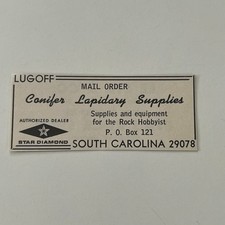 LUGOFF
MAIL ORDER
Conifer Lapidary Supplies
AUTHORIZED DEALER
STAR DIAMOND
Supplies and equipment
for the Rock Hobbyist
P. O. Box 121
SOUTH CAROLINA 29078